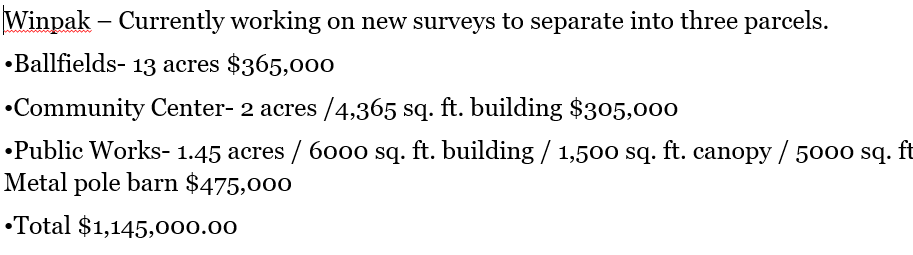 Winpak – Currently working on new surveys to separate into three parcels.
•Ballfields- 13 acres $365,000
•Community Center- 2 acres /4,365 sq. ft. building $305,000
•Public Works- 1.45 acres / 6000 sq. ft. building / 1,500 sq. ft. canopy / 5000 sq. ft
Metal pole barn $475,000
•Total $1,145,000.00